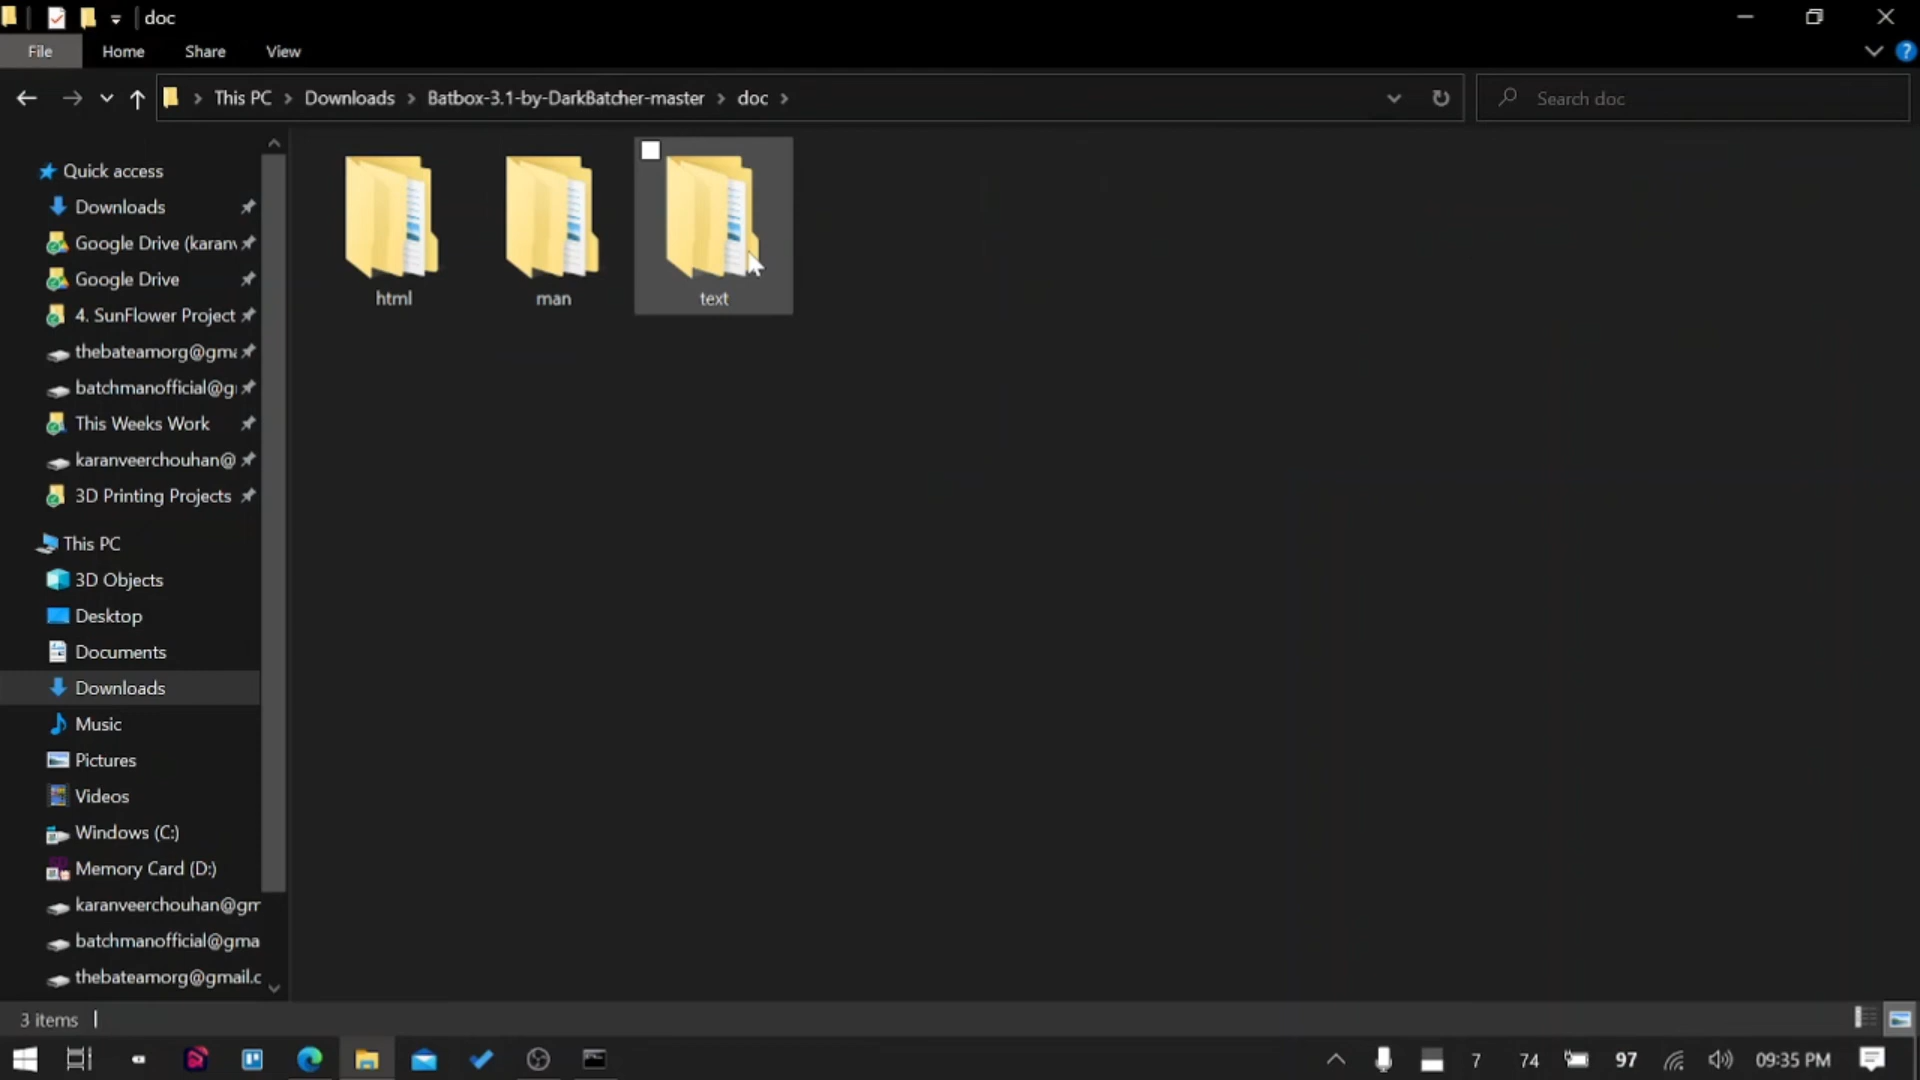 doc
File Home Share View
This PC Downloads Batbox-3.1-by-DarkBatcher-master doc
Search doc
Quick access
Downloads
Google Drive (karanv
Google Drive
4. SunFlower Project
thebateamorg@gma
batchmanofficial@g
This Weeks Work
karanveerchouhan@
3D Printing Projects
This PC
3D Objects
Desktop
Documents
Downloads
Music
Pictures
Videos
Windows (C:)
Memory Card (D:)
karanveerchouhan@gm
batchmanofficial@gma
thebateamorg@gmail.c
html
man
text
3 items
7 74 97 09:35 PM